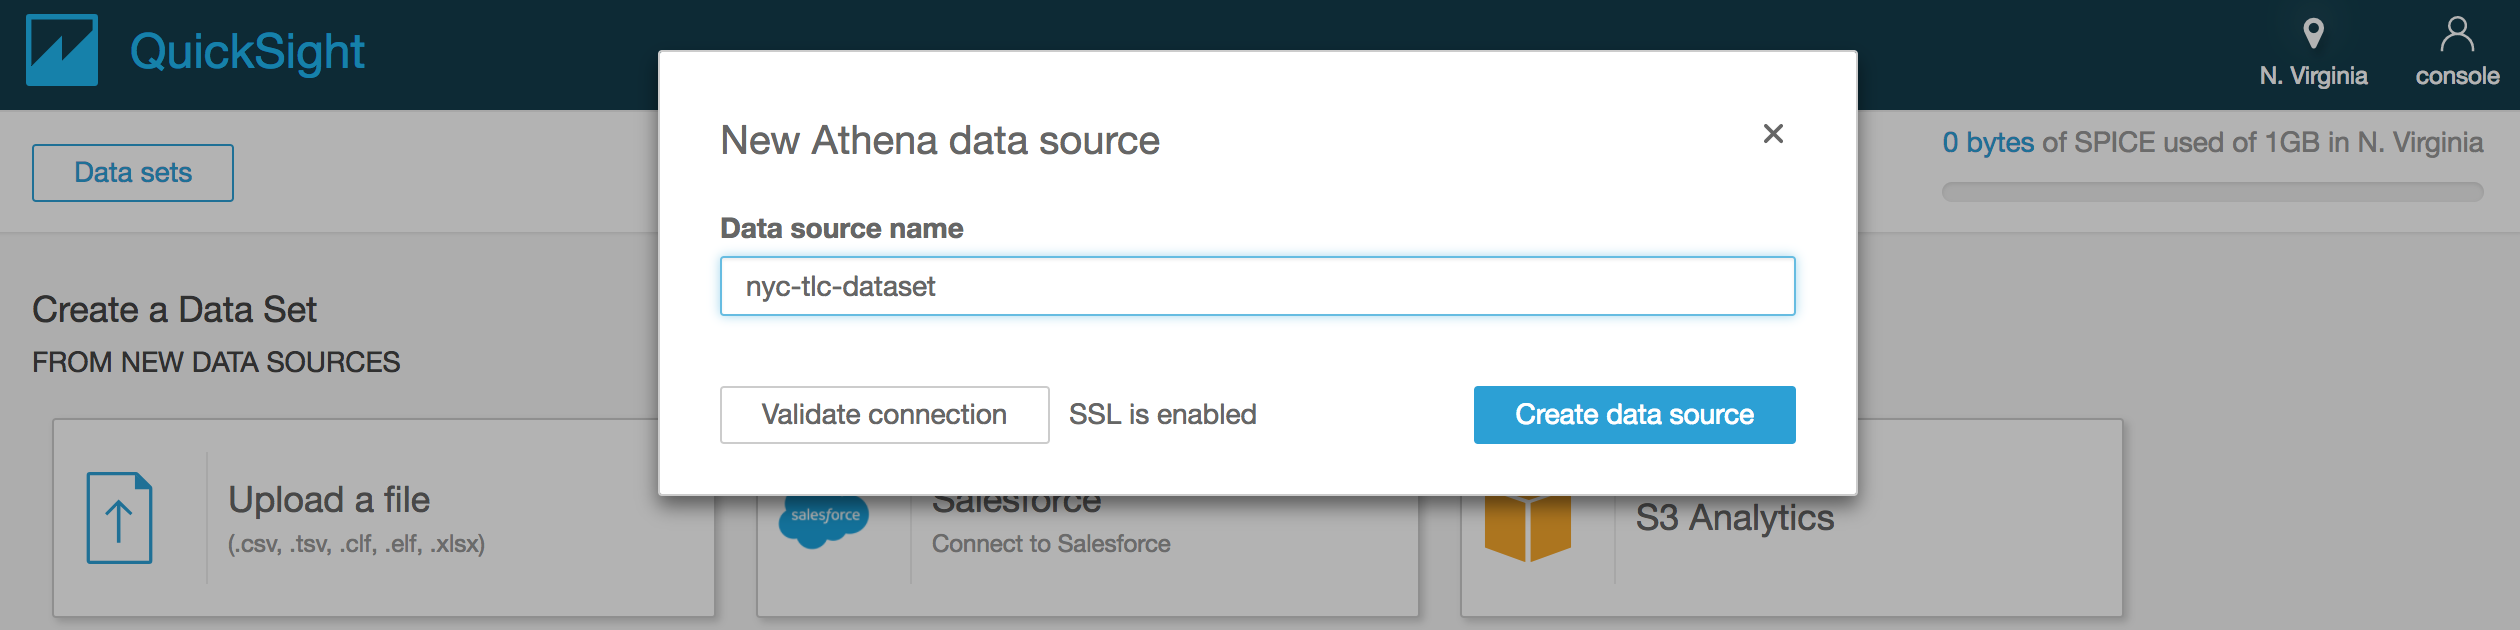 QuickSight
N. Virginia
console
Data sets
0 bytes of SPICE used of 1GB in N. Virginia
New Athena data source
Data source name
nyc-tlc-dataset
Validate connection
SSL is enabled
Create data source
Create a Data Set
FROM NEW DATA SOURCES
Upload a file
(.csv, .tsv, .clf, .elf, .xlsx)
salesforce
Salesforce
Connect to Salesforce
S3 Analytics